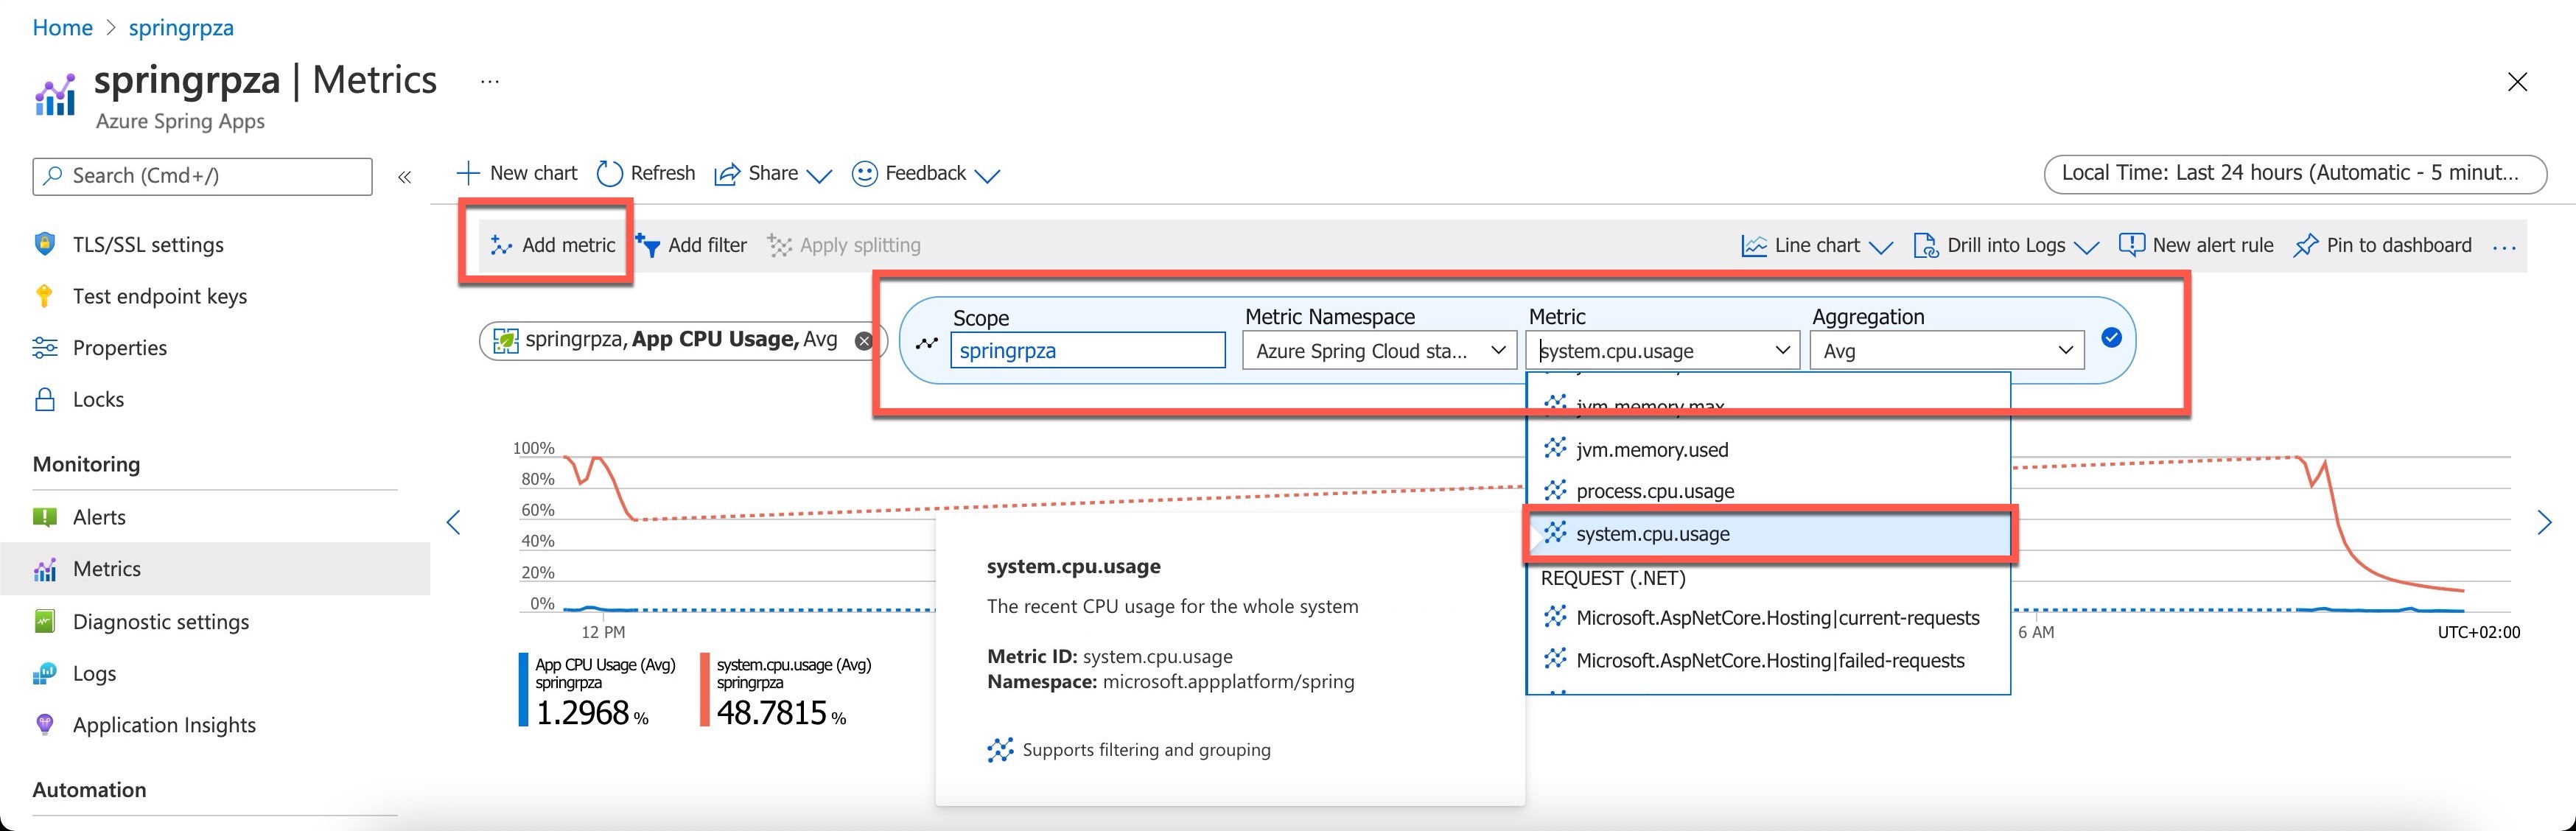 Home > springrpza
springrpza | Metrics ...
Azure Spring Apps
Search (Cmd+/)
«
New chart Refresh Share Feedback
Local Time: Last 24 hours (Automatic - 5 minut...
TLS/SSL settings
Test endpoint keys
Properties
Locks
Monitoring
Alerts
Metrics
Diagnostic settings
Logs
Application Insights
Automation
Add metric Add filter Apply splitting
Line chart Drill into Logs New alert rule Pin to dashboard ...
springrpza, App CPU Usage, Avg
Scope Metric Namespace Metric Aggregation
springrpza Azure Spring Cloud sta... system.cpu.usage Avg
jvm.memory.max
jvm.memory.used
process.cpu.usage
system.cpu.usage
REQUEST (.NET)
Microsoft.AspNetCore.Hosting|current-requests
Microsoft.AspNetCore.Hosting|failed-requests
100%
80%
60%
40%
20%
0%
12 PM
6 AM
UTC+02:00
system.cpu.usage
The recent CPU usage for the whole system
Metric ID: system.cpu.usage
Namespace: microsoft.appplatform/spring
Supports filtering and grouping
App CPU Usage (Avg)
springrpza
1.2968 %
system.cpu.usage (Avg)
springrpza
48.7815 %